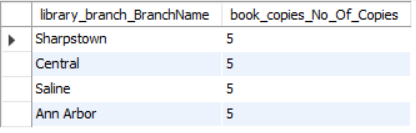 library_branch_BranchName book_copies_No_Of_Copies
Sharpstown 5
Central 5
Saline 5
Ann Arbor 5